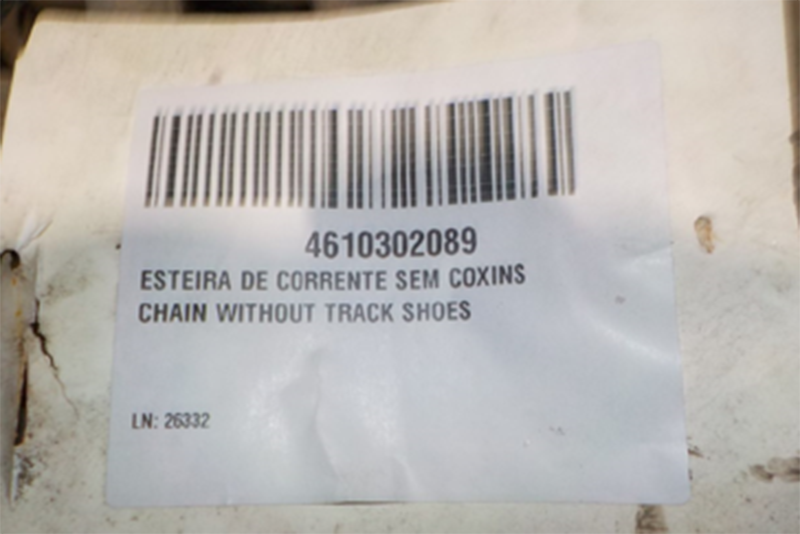 4610302089
ESTEIRA DE CORRENTE SEM COXINS
CHAIN WITHOUT TRACK SHOES
LN: 26332